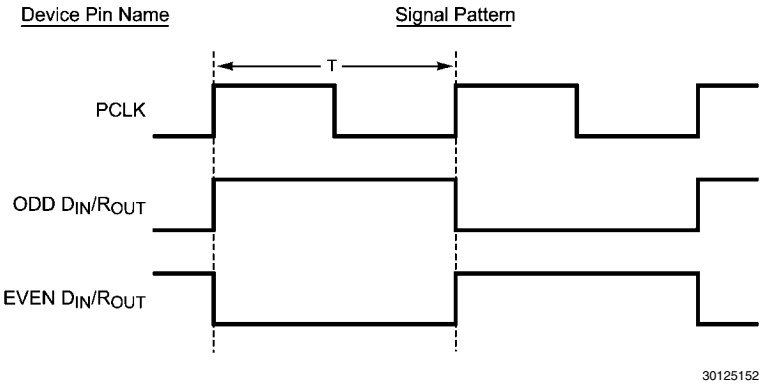 Device Pin Name
Signal Pattern
T
PCLK
ODD DIN/ROUT
EVEN DIN/ROUT
30125152